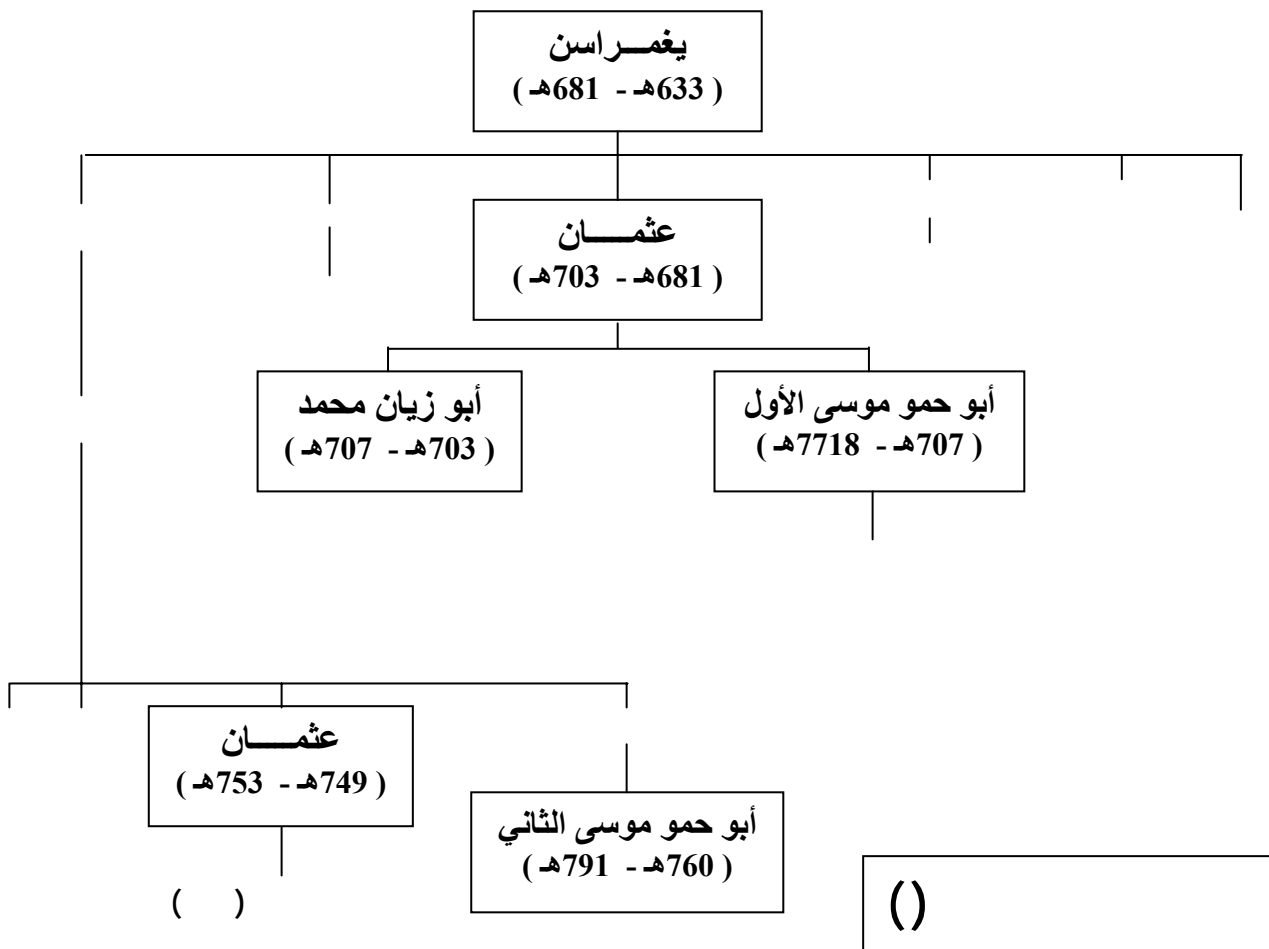 يغمـــراسن
( 633هـ - 681هـ )
عثمـــــان
( 681هـ - 703هـ )
أبو حمو موسى الأول
( 707هـ - 7718هـ )
أبو زيان محمد
( 703هـ - 707هـ )
عثمـــــان
( 749هـ - 753هـ )
أبو حمو موسى الثاني
( 760هـ - 791هـ )
( )
()